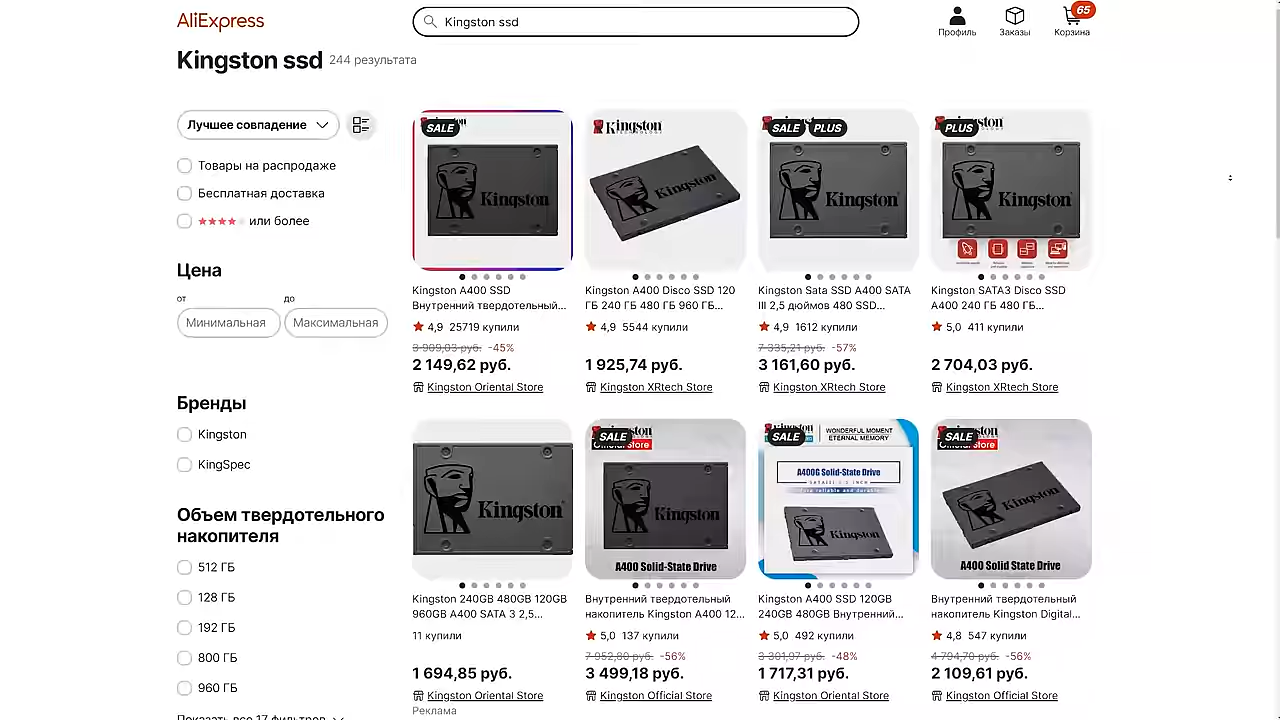 AliExpress
Kingston ssd
Профиль
Заказы
65
Корзина
Kingston ssd 244 результата
Лучшее совпадение
Товары на распродаже
Бесплатная доставка
или более
Цена
от
до
Минимальная
Максимальная
Бренды
Kingston
KingSpec
Объем твердотельного
накопителя
512 ГБ
128 ГБ
192 ГБ
800 ГБ
960 ГБ
Показать все 17 фильтров
SALE
Kingston
Kingston A400 SSD
Внутренний твердотельный...
4,9 25719 купили
3 909,03 руб. -45%
2 149,62 руб.
Kingston Oriental Store
Kingston
Kingston
Kingston A400 Disco SSD 120
ГБ 240 ГБ 480 ГБ 960 ГБ...
4,9 5544 купили
1 925,74 руб.
Kingston XRtech Store
SALE PLUS
Kingston
Kingston Sata SSD A400 SATA
III 2,5 дюймов 480 SSD...
4,9 1612 купили
7 335,21 руб. -57%
3 161,60 руб.
Kingston XRtech Store
PLUS
Kingston
Kingston SATA3 Disco SSD
A400 240 ГБ 480 ГБ...
5,0 411 купили
2 704,03 руб.
Kingston XRtech Store
Kingston
Kingston 240GB 480GB 120GB
960GB A400 SATA 3 2,5...
11 купили
1 694,85 руб.
Kingston Oriental Store
Реклама
SALE
Official Store
Kingston
A400 Solid-State Drive
Внутренний твердотельный
накопитель Kingston A400 12...
5,0 137 купили
7 952,80 руб. -56%
3 499,18 руб.
Kingston Official Store
SALE
WONDERFUL MOMENT
ETERNAL MEMORY
A400G Solid-State Drive
Kingston
Kingston A400 SSD 120GB
240GB 480GB Внутренний...
5,0 492 купили
3 301,97 руб. -48%
1 717,31 руб.
Kingston Oriental Store
SALE
Official Store
Kingston
A400 Solid State Drive
Внутренний твердотельный
накопитель Kingston Digital...
4,8 547 купили
4 794,70 руб. -56%
2 109,61 руб.
Kingston Official Store